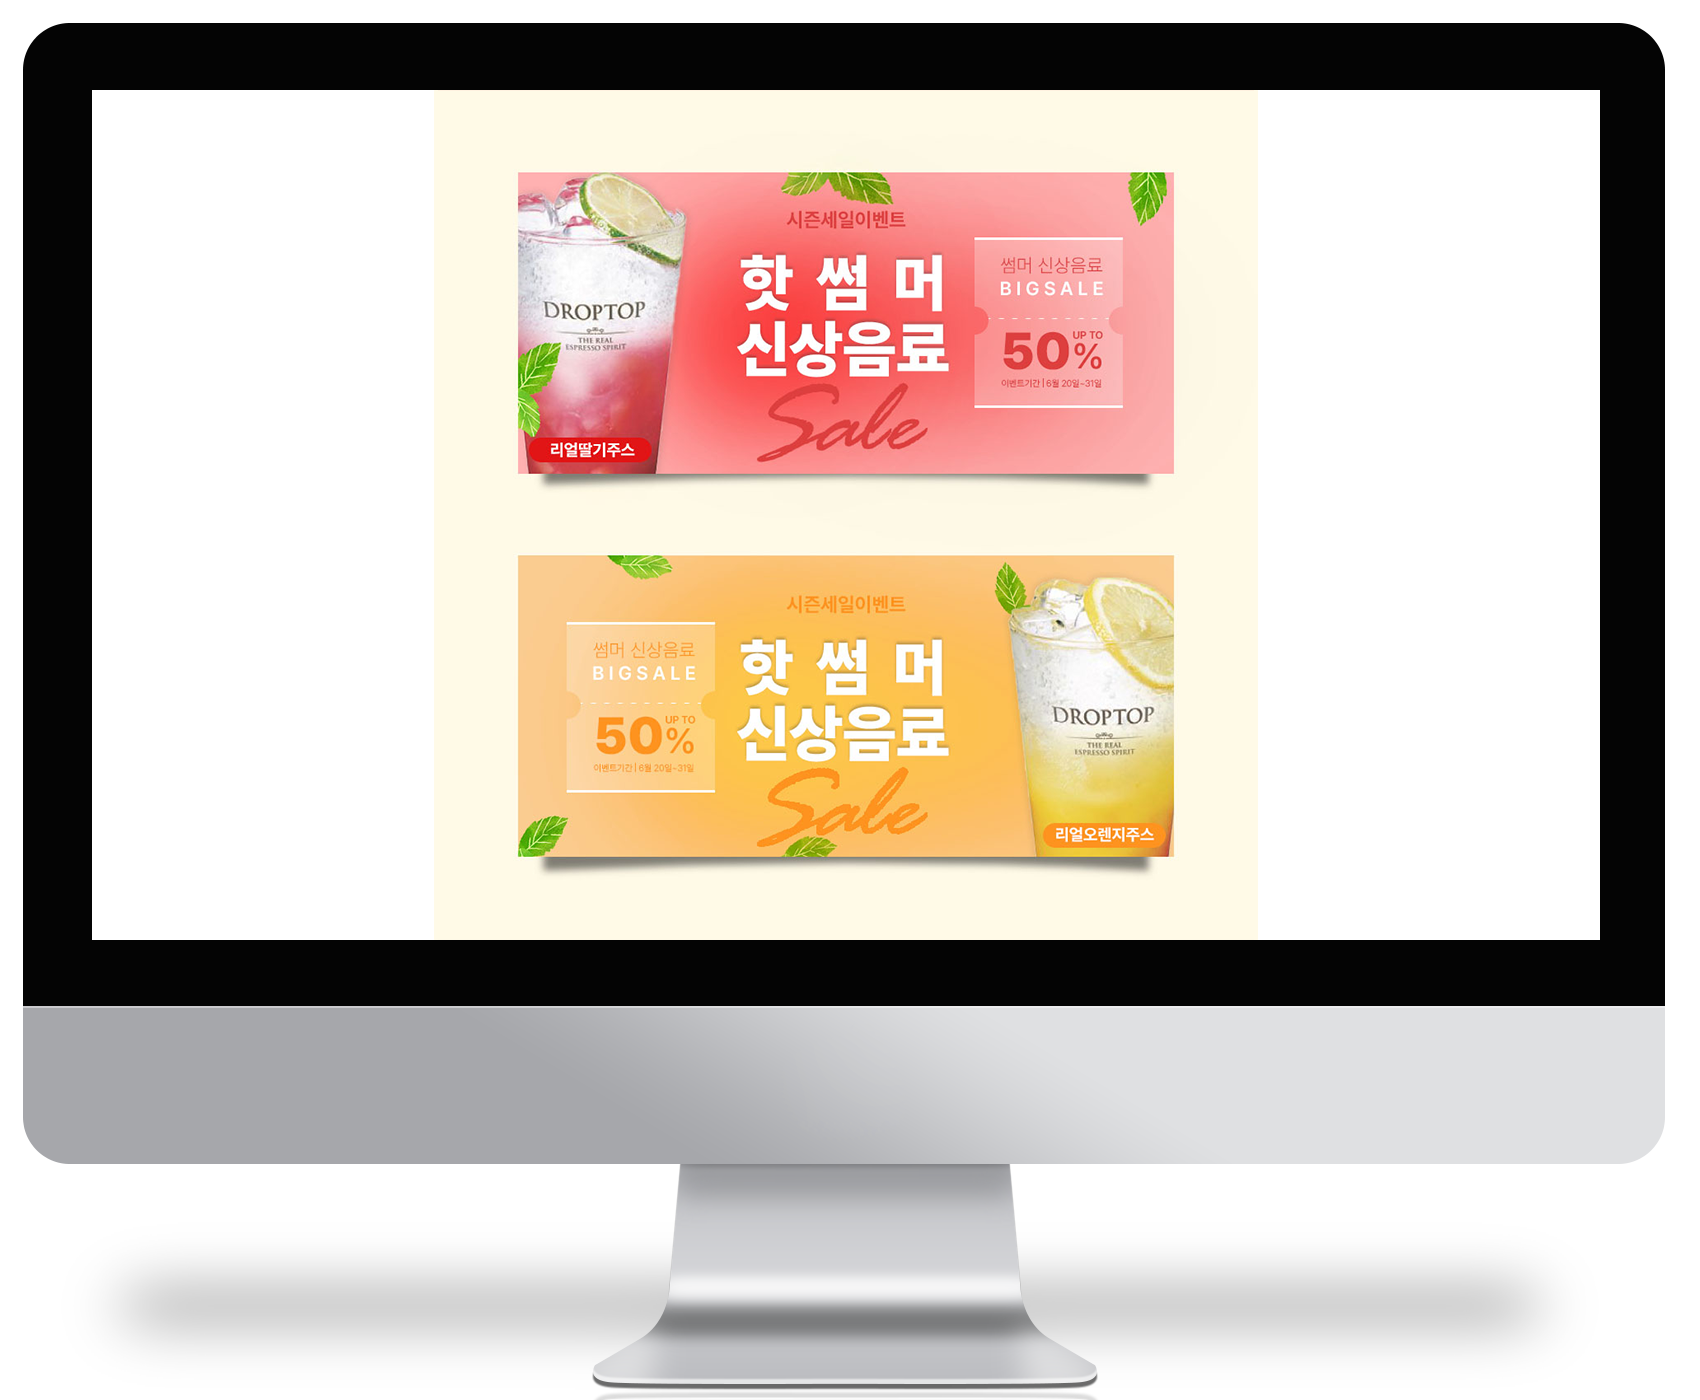 시즌세일이벤트
핫 썸 머
신상음료
Sale
썸머 신상음료
BIGSALE
UP TO
50%
이벤트기간 | 6월 20일~31일
DROPTOP
THE REAL
ESPRESSO SPIRIT
리얼딸기주스
시즌세일이벤트
핫 썸 머
신상음료
Sale
썸머 신상음료
BIGSALE
UP TO
50%
이벤트기간 | 6월 20일~31일
DROPTOP
THE REAL
ESPRESSO SPIRIT
리얼오렌지주스